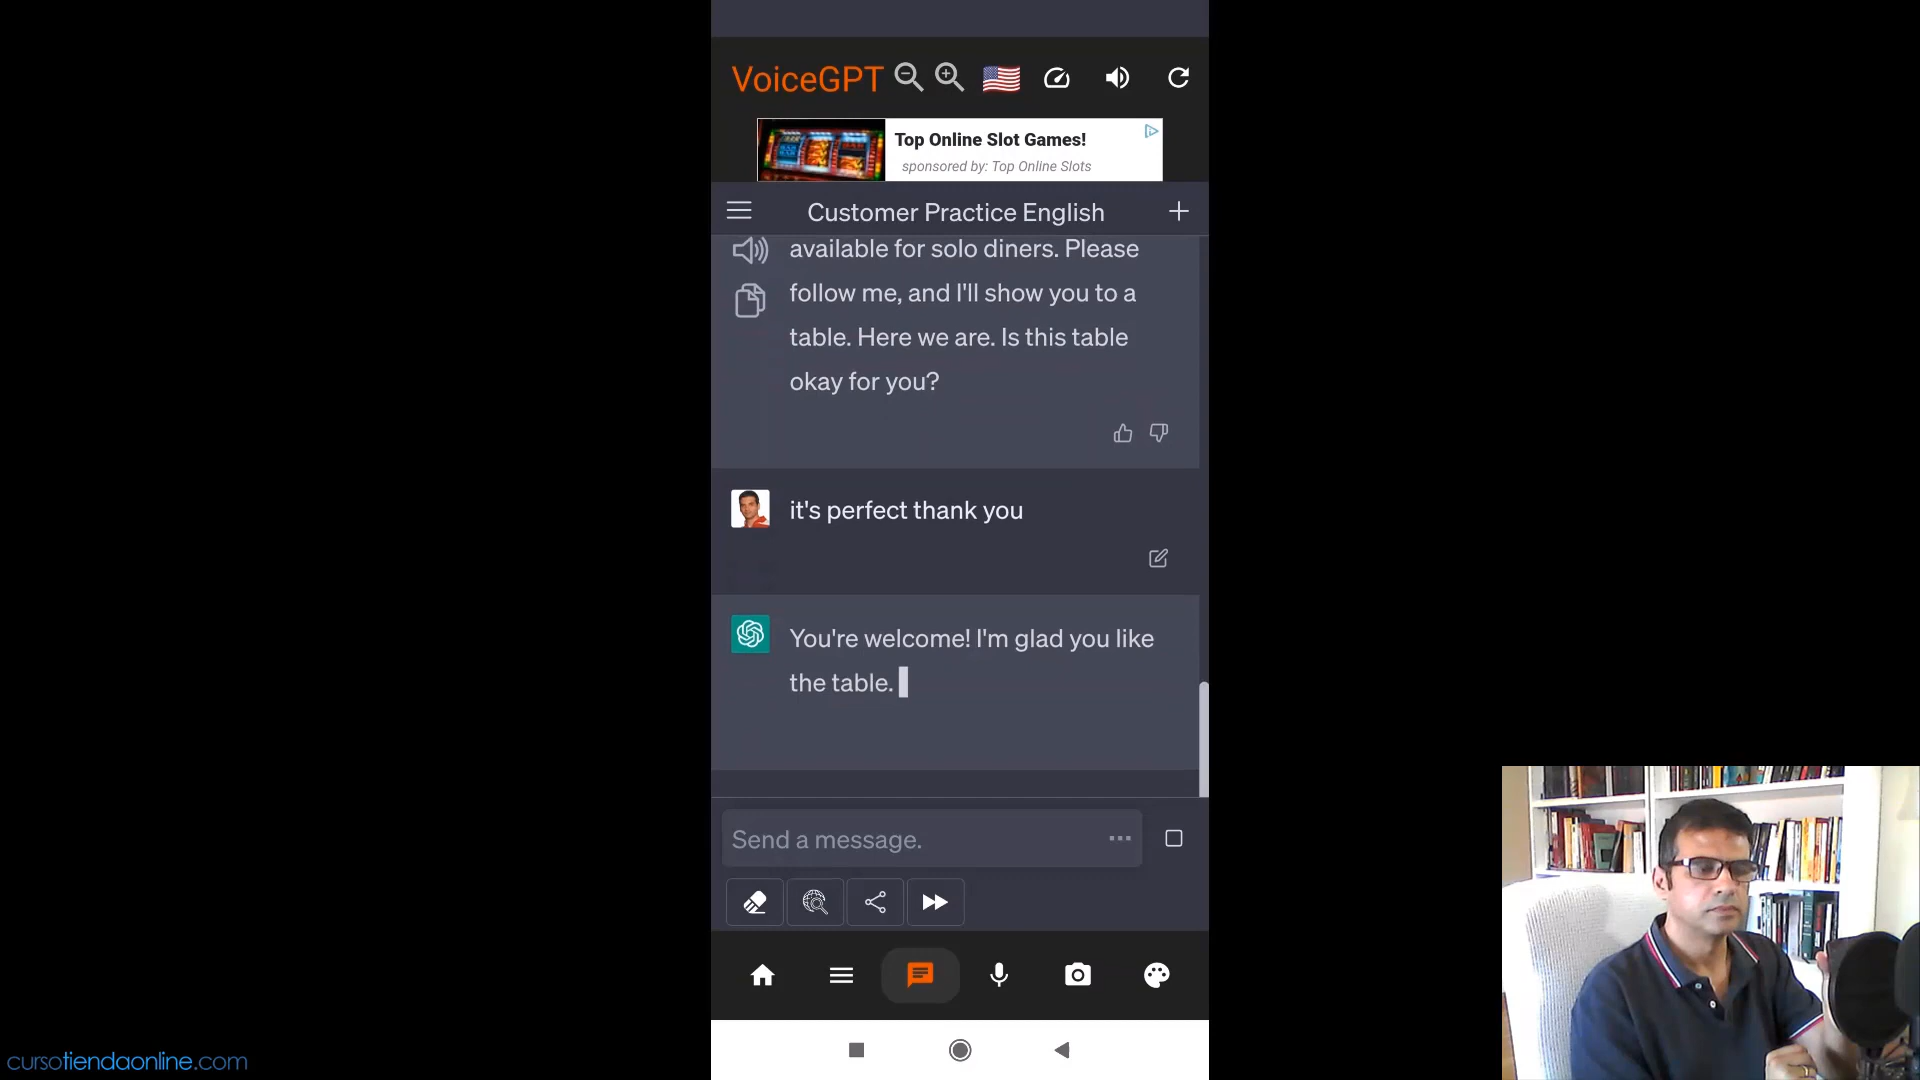 VoiceGPT
Top Online Slot Games!
sponsored by: Top Online Slots
Customer Practice English
available for solo diners. Please
follow me, and I'll show you to a
table. Here we are. Is this table
okay for you?
it's perfect thank you
You're welcome! I'm glad you like
the table.
Send a message.
cursotiendaonline.com